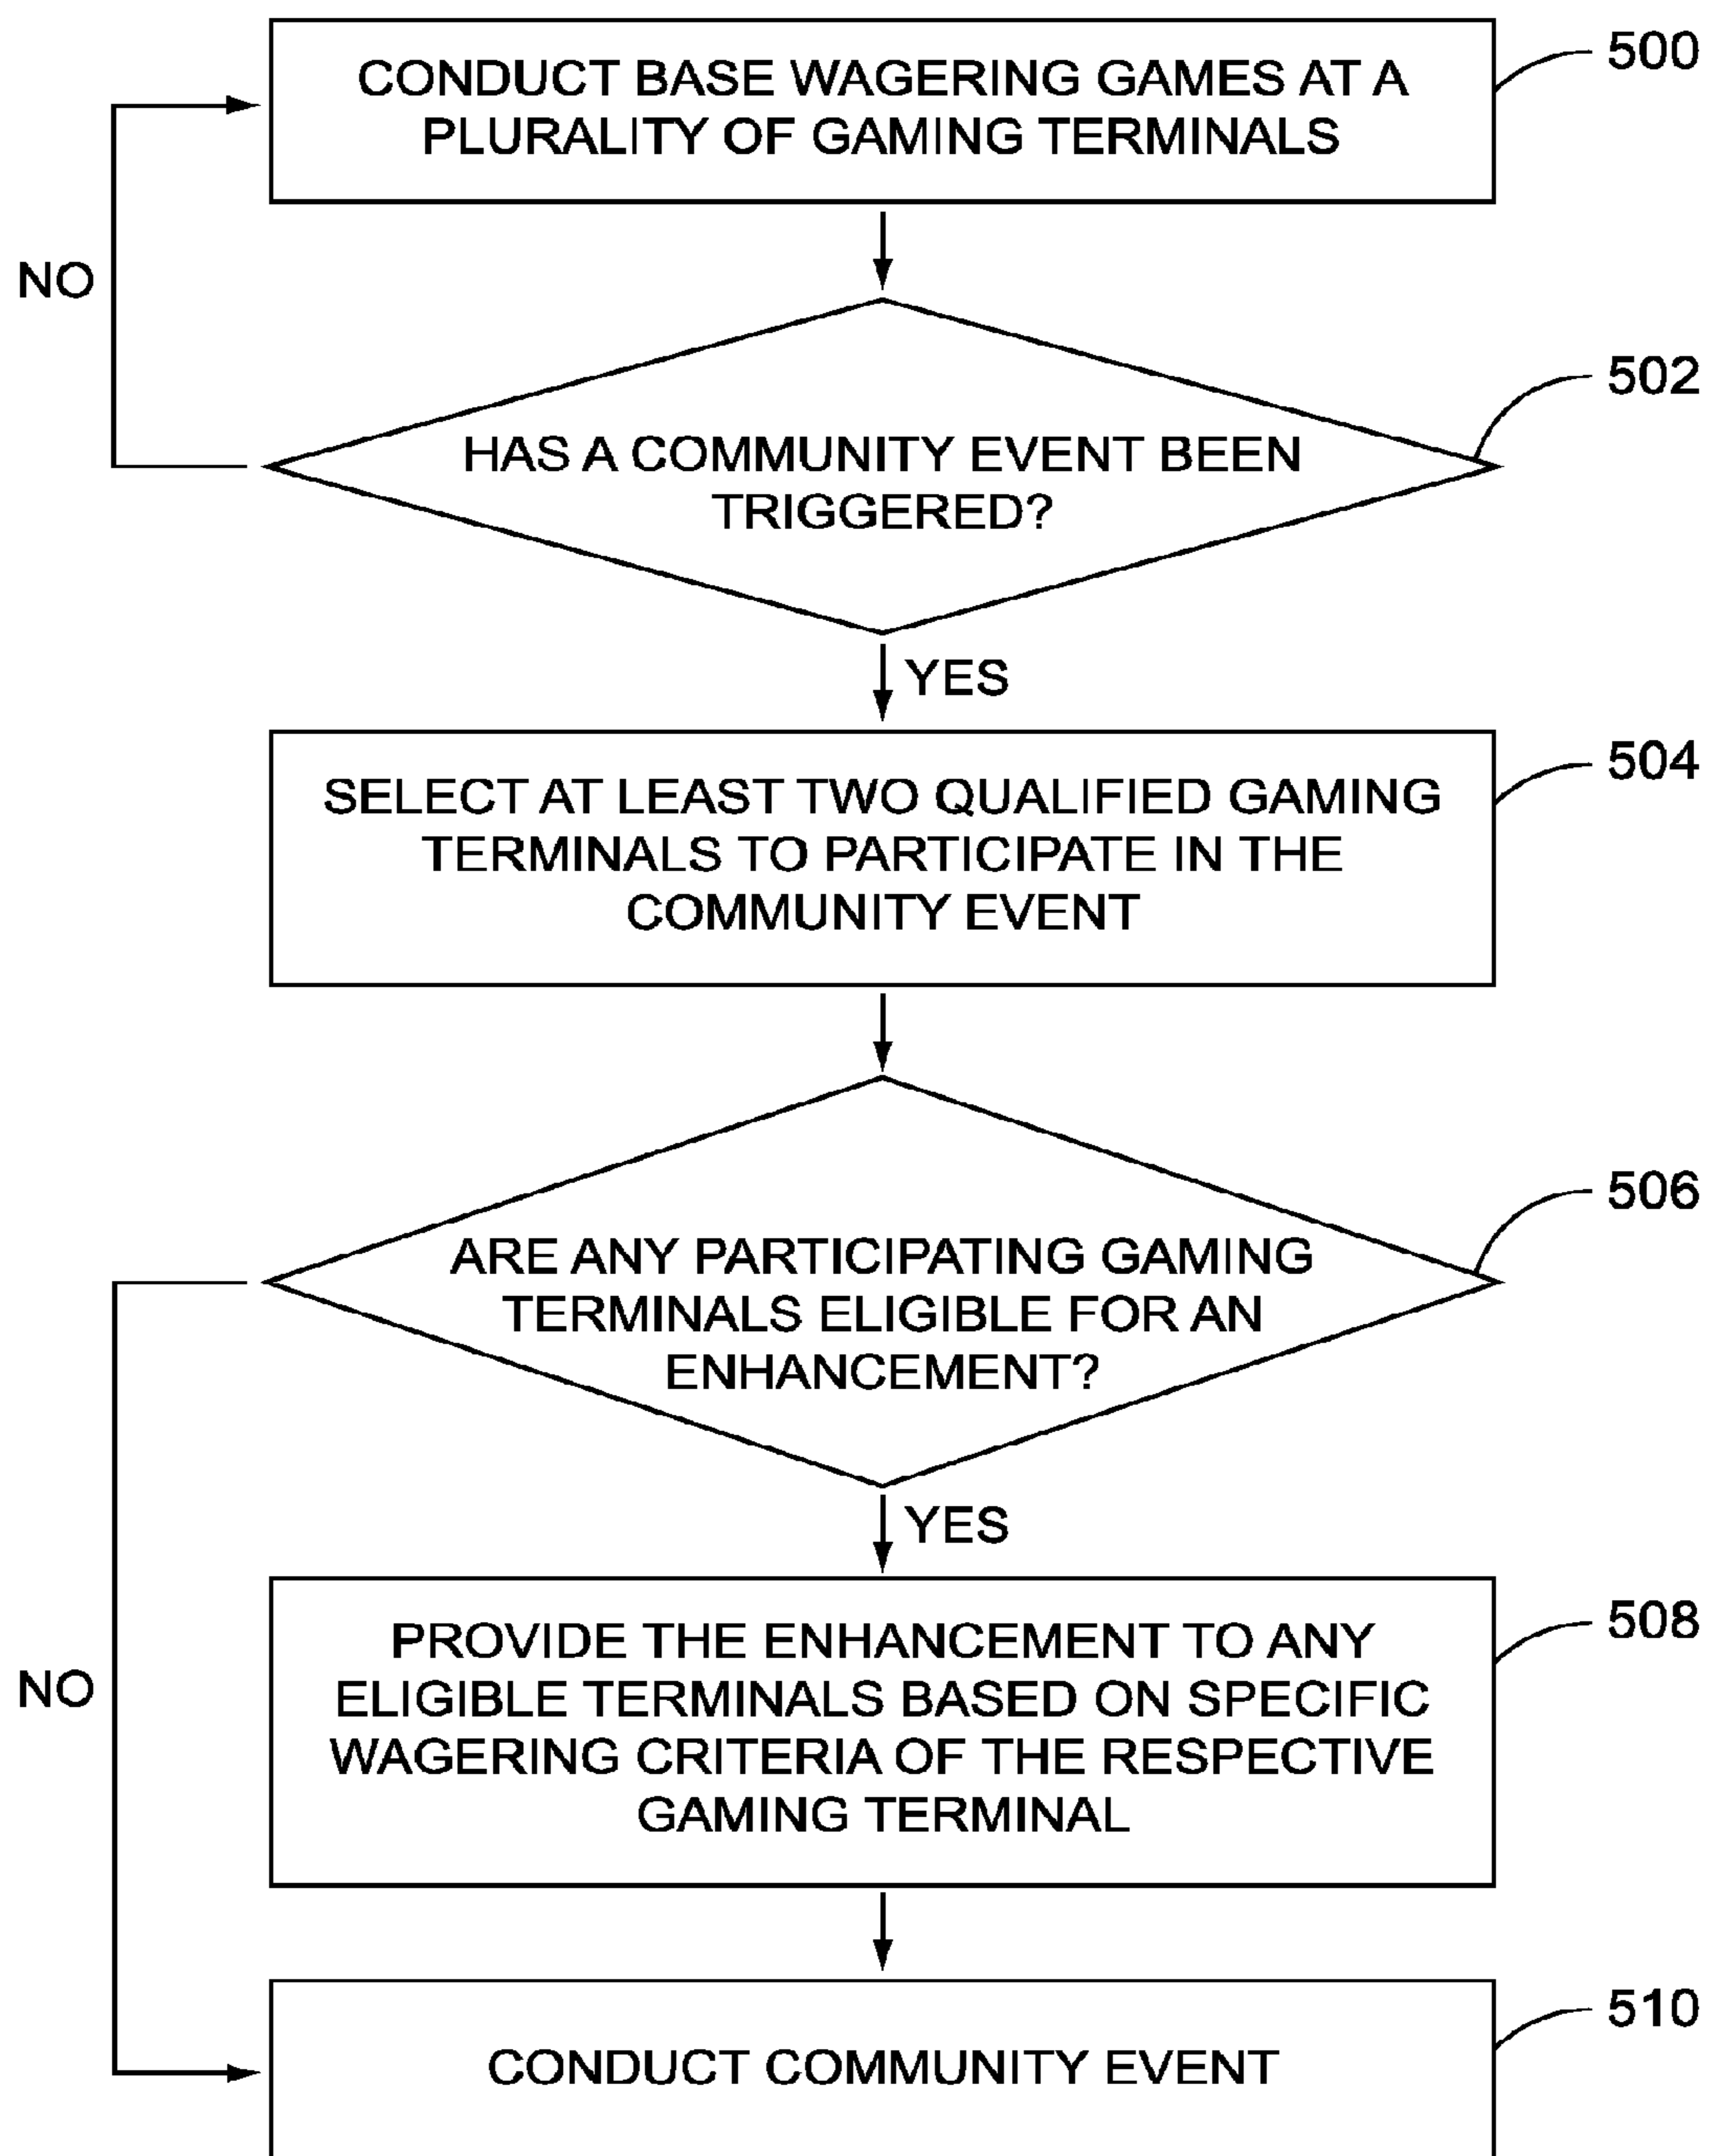 CONDUCT BASE WAGERING GAMES AT A
PLURALITY OF GAMING TERMINALS
500
NO
HAS A COMMUNITY EVENT BEEN
TRIGGERED?
502
YES
SELECT AT LEAST TWO QUALIFIED GAMING
TERMINALS TO PARTICIPATE IN THE
COMMUNITY EVENT
504
ARE ANY PARTICIPATING GAMING
TERMINALS ELIGIBLE FOR AN
ENHANCEMENT?
506
YES
NO
PROVIDE THE ENHANCEMENT TO ANY
ELIGIBLE TERMINALS BASED ON SPECIFIC
WAGERING CRITERIA OF THE RESPECTIVE
GAMING TERMINAL
508
CONDUCT COMMUNITY EVENT
510